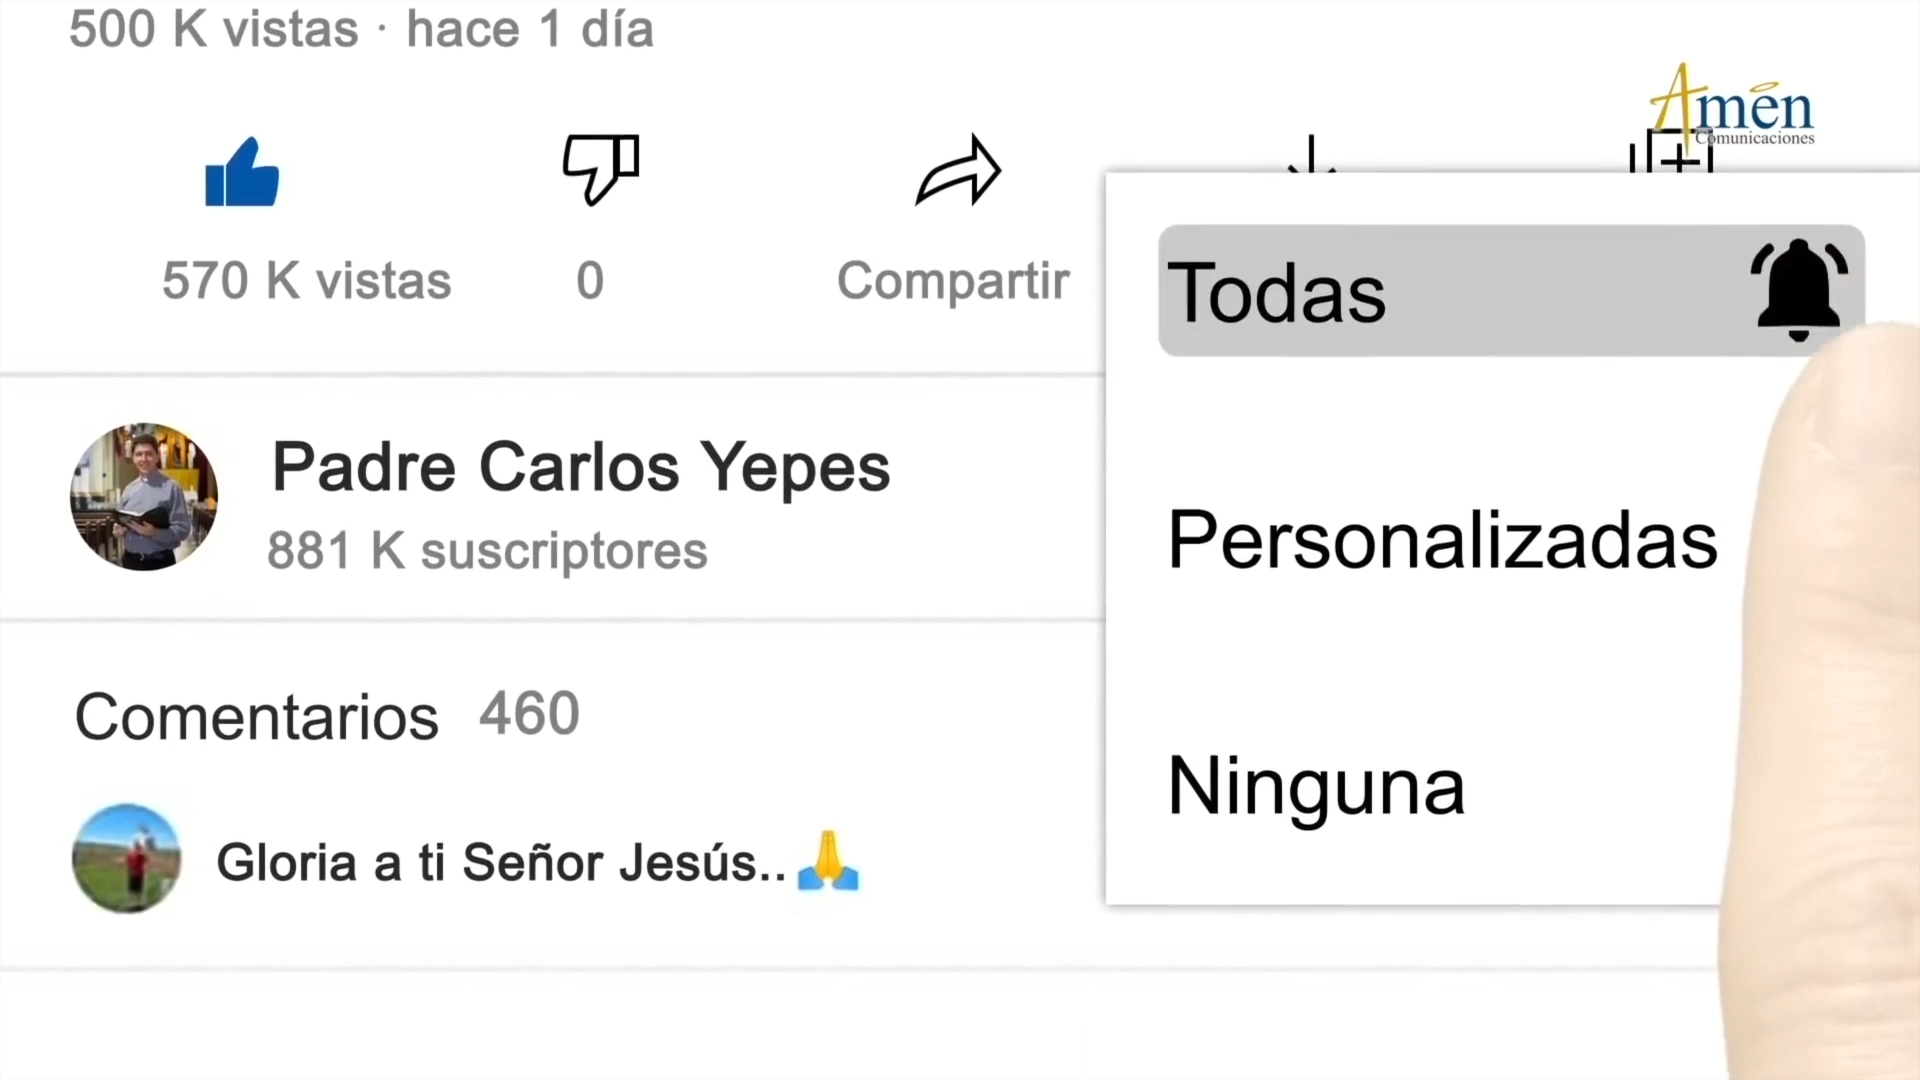 500 K vistas · hace 1 día
Amén
Comunicaciones
570 K vistas
0
Compartir
Todas
Padre Carlos Yepes
881 K suscriptores
Personalizadas
Comentarios 460
Ninguna
Gloria a ti Señor Jesús..🙏